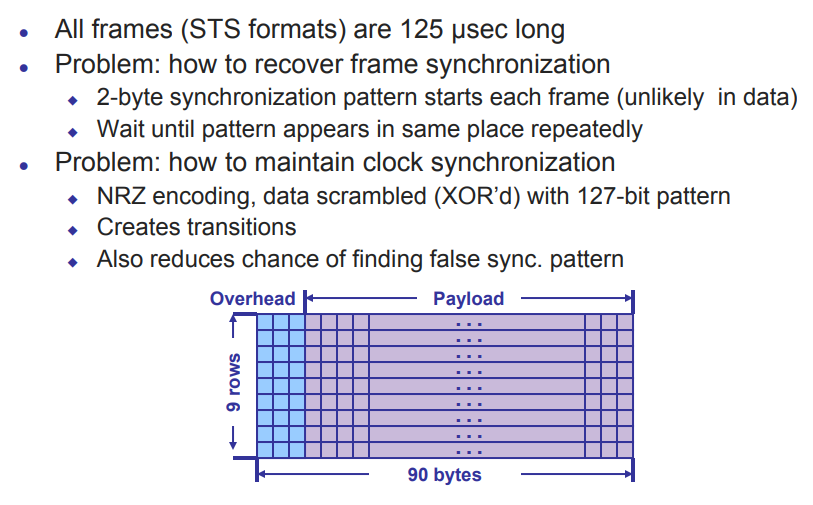 • All frames (STS formats) are 125 μsec long
• Problem: how to recover frame synchronization
◆ 2-byte synchronization pattern starts each frame (unlikely in data)
◆ Wait until pattern appears in same place repeatedly
• Problem: how to maintain clock synchronization
◆ NRZ encoding, data scrambled (XOR’d) with 127-bit pattern
◆ Creates transitions
◆ Also reduces chance of finding false sync. pattern
Overhead Payload
9 rows
90 bytes